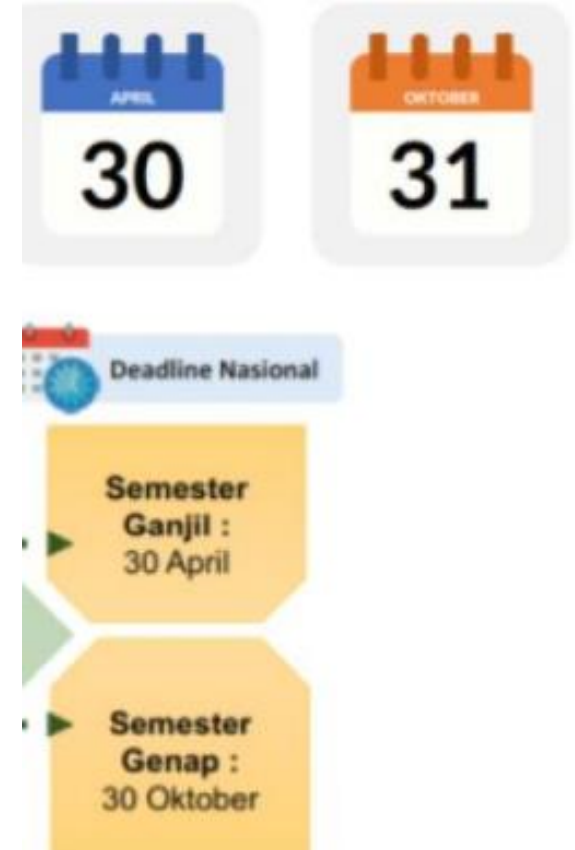 APRIL
30
OKTOBER
31
Deadline Nasional
Semester
Ganjil :
30 April
Semester
Genap :
30 Oktober